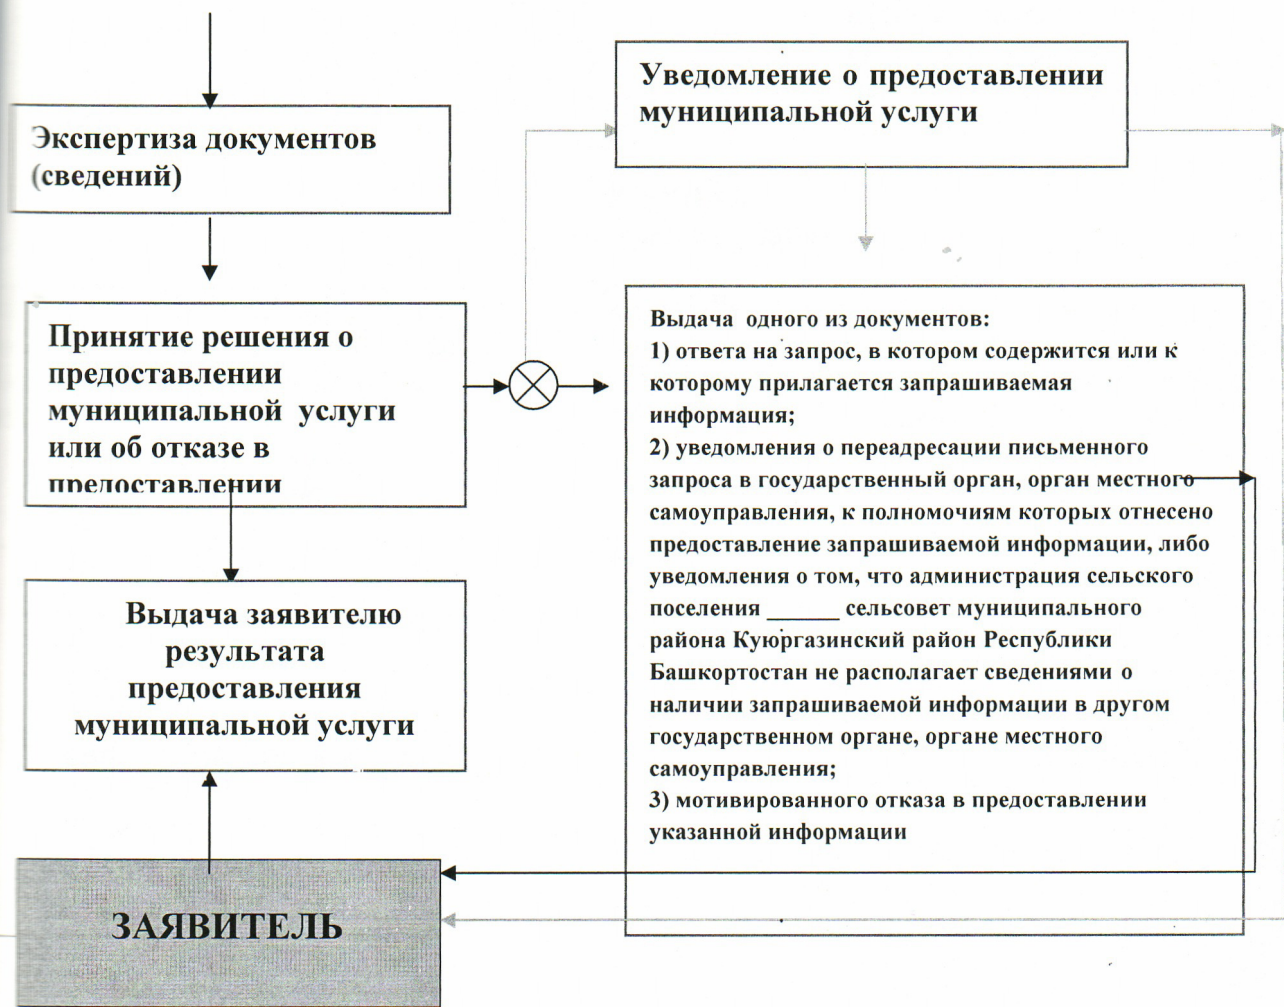 Экспертиза документов
(сведений)
Принятие решения о
предоставлении
муниципальной услуги
или об отказе в
предоставлении
Выдача заявителю
результата
предоставления
муниципальной услуги
ЗАЯВИТЕЛЬ
Уведомление о предоставлении
муниципальной услуги
Выдача одного из документов:
1) ответа на запрос, в котором содержится или к
которому прилагается запрашиваемая
информация;
2) уведомления о переадресации письменного
запроса в государственный орган, орган местного
самоуправления, к полномочиям которых отнесено
предоставление запрашиваемой информации, либо
уведомления о том, что администрация сельского
поселения ______ сельсовет муниципального
района Куюргазинский район Республики
Башкортостан не располагает сведениями о
наличии запрашиваемой информации в другом
государственном органе, органе местного
самоуправления;
3) мотивированного отказа в предоставлении
указанной информации